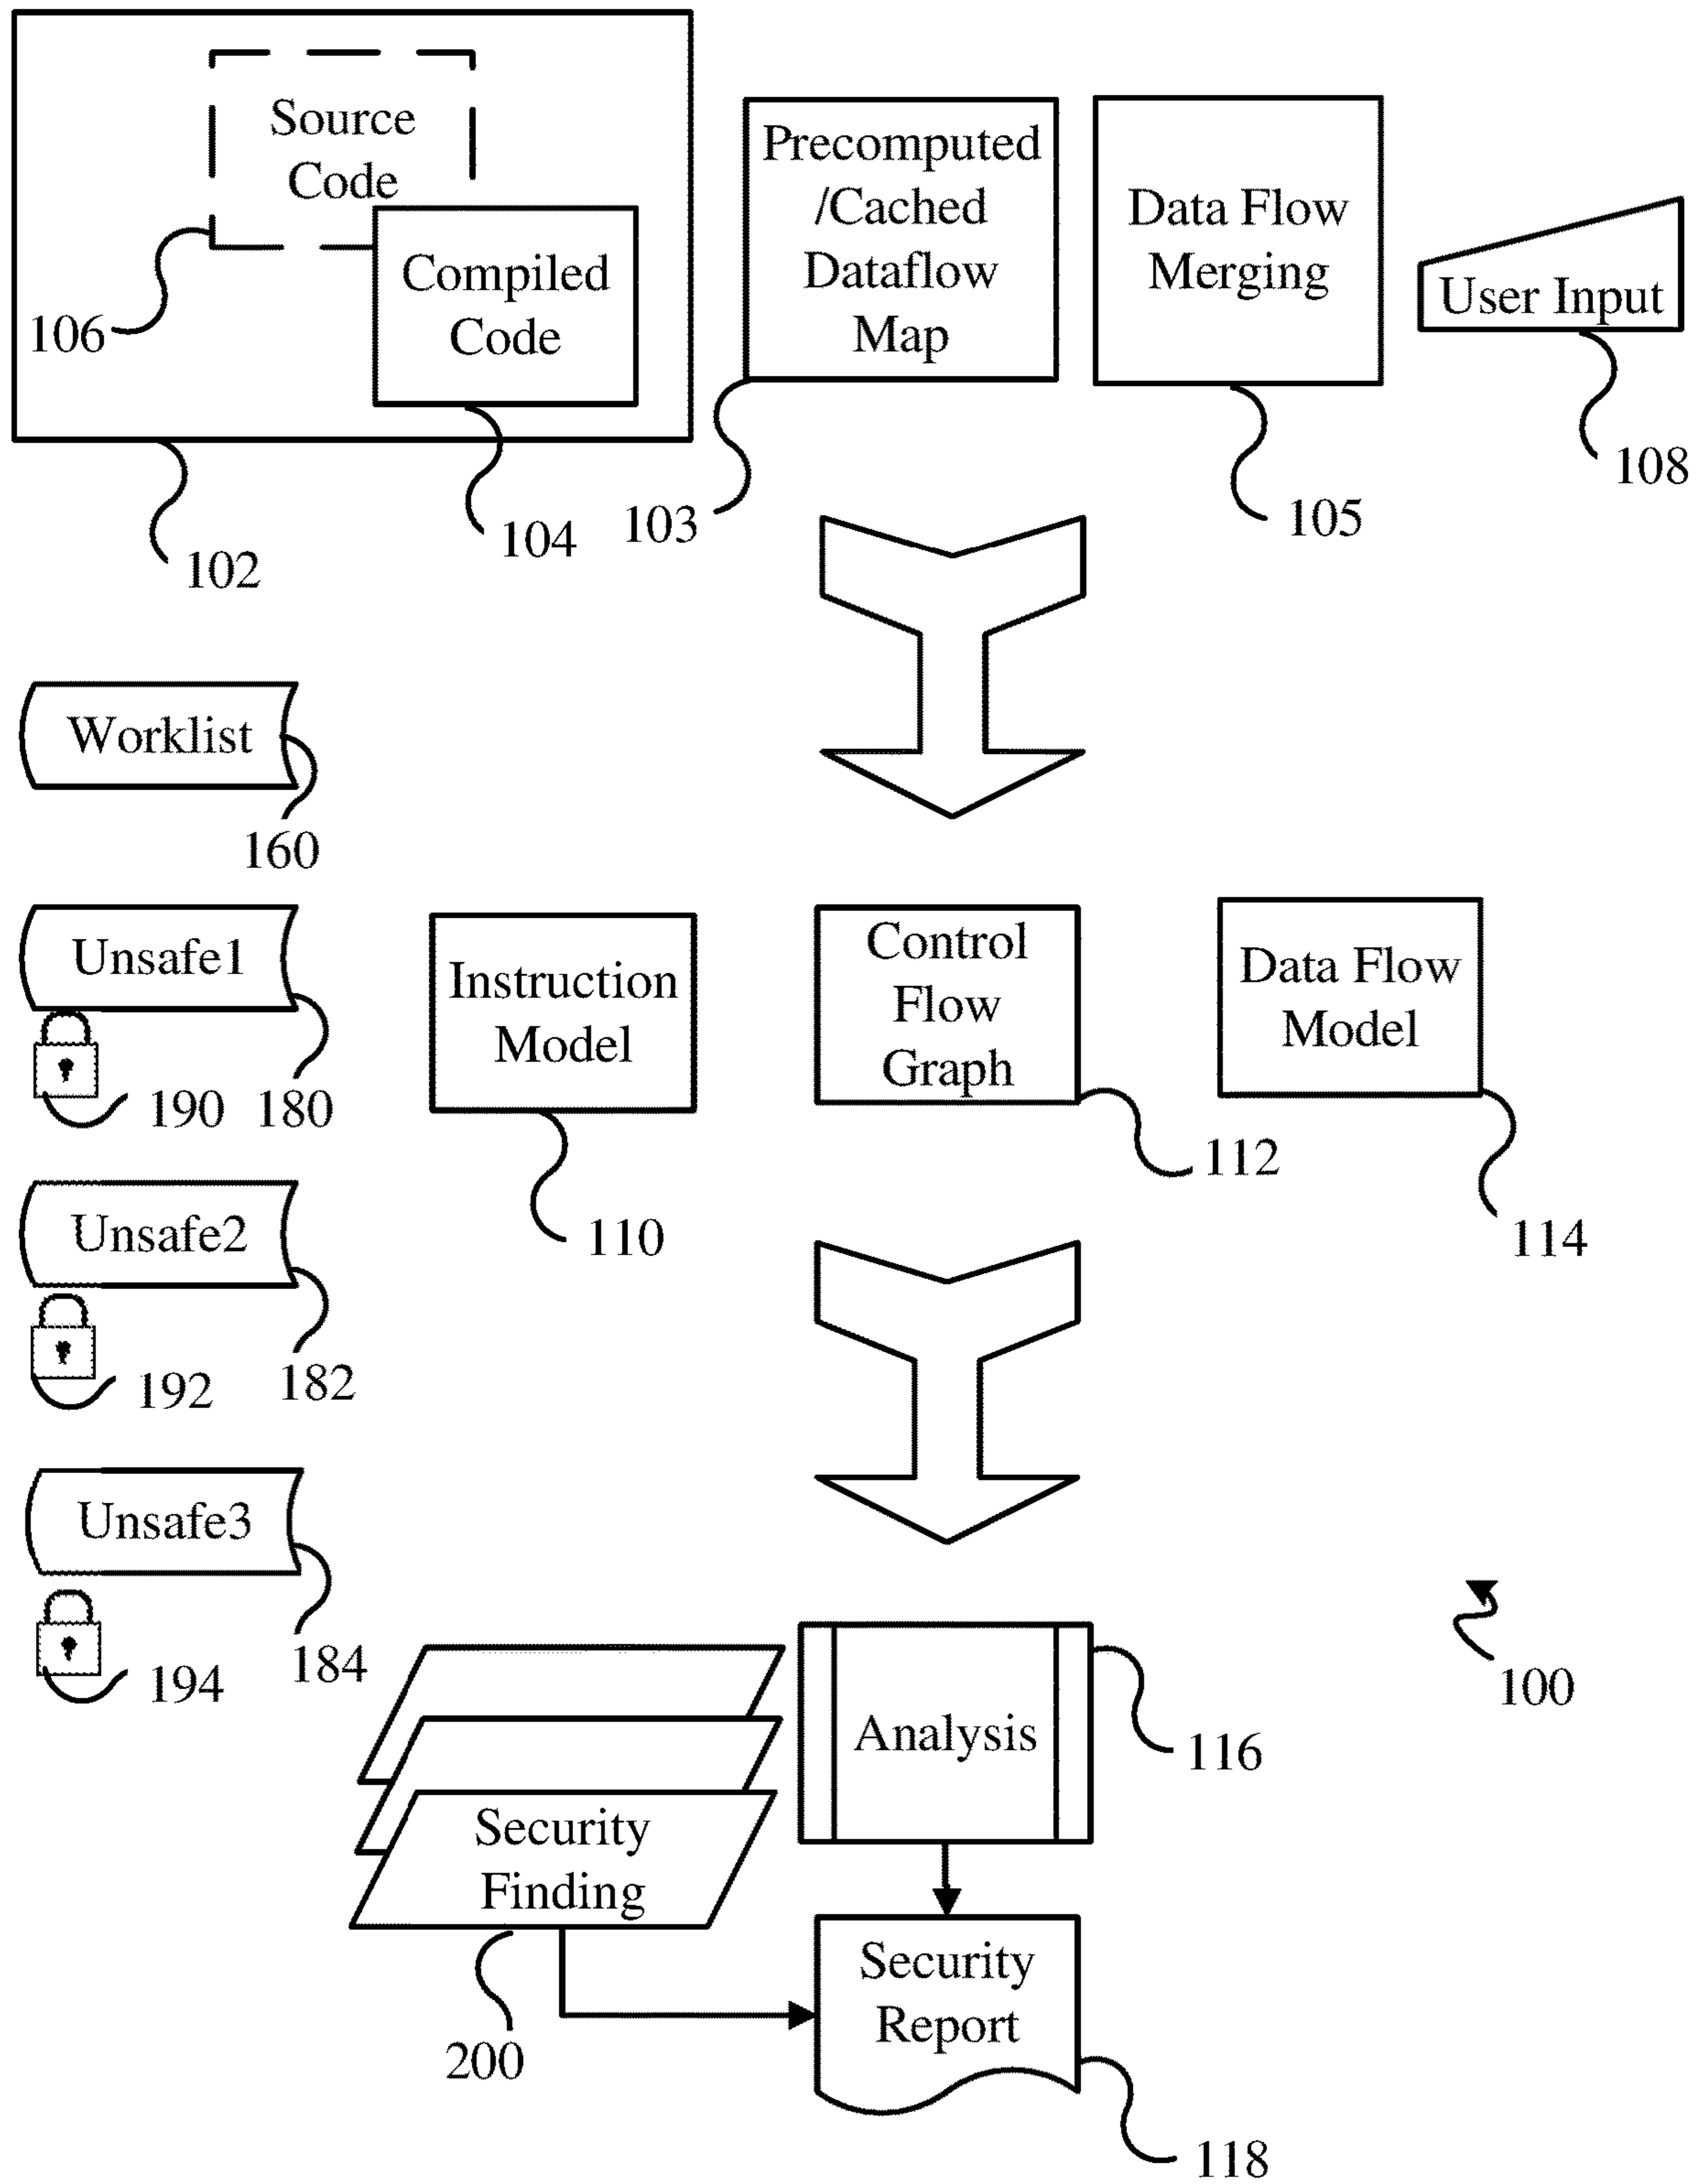 Source
Code
Compiled
Code
106
104
102
Precomputed
/Cached
Dataflow
Map
103
Data Flow
Merging
105
User Input
108
Worklist
160
Unsafe1
190
180
Unsafe2
192
182
Unsafe3
194
184
Instruction
Model
110
Control
Flow
Graph
112
Data Flow
Model
114
100
Analysis
116
Security
Finding
200
Security
Report
118